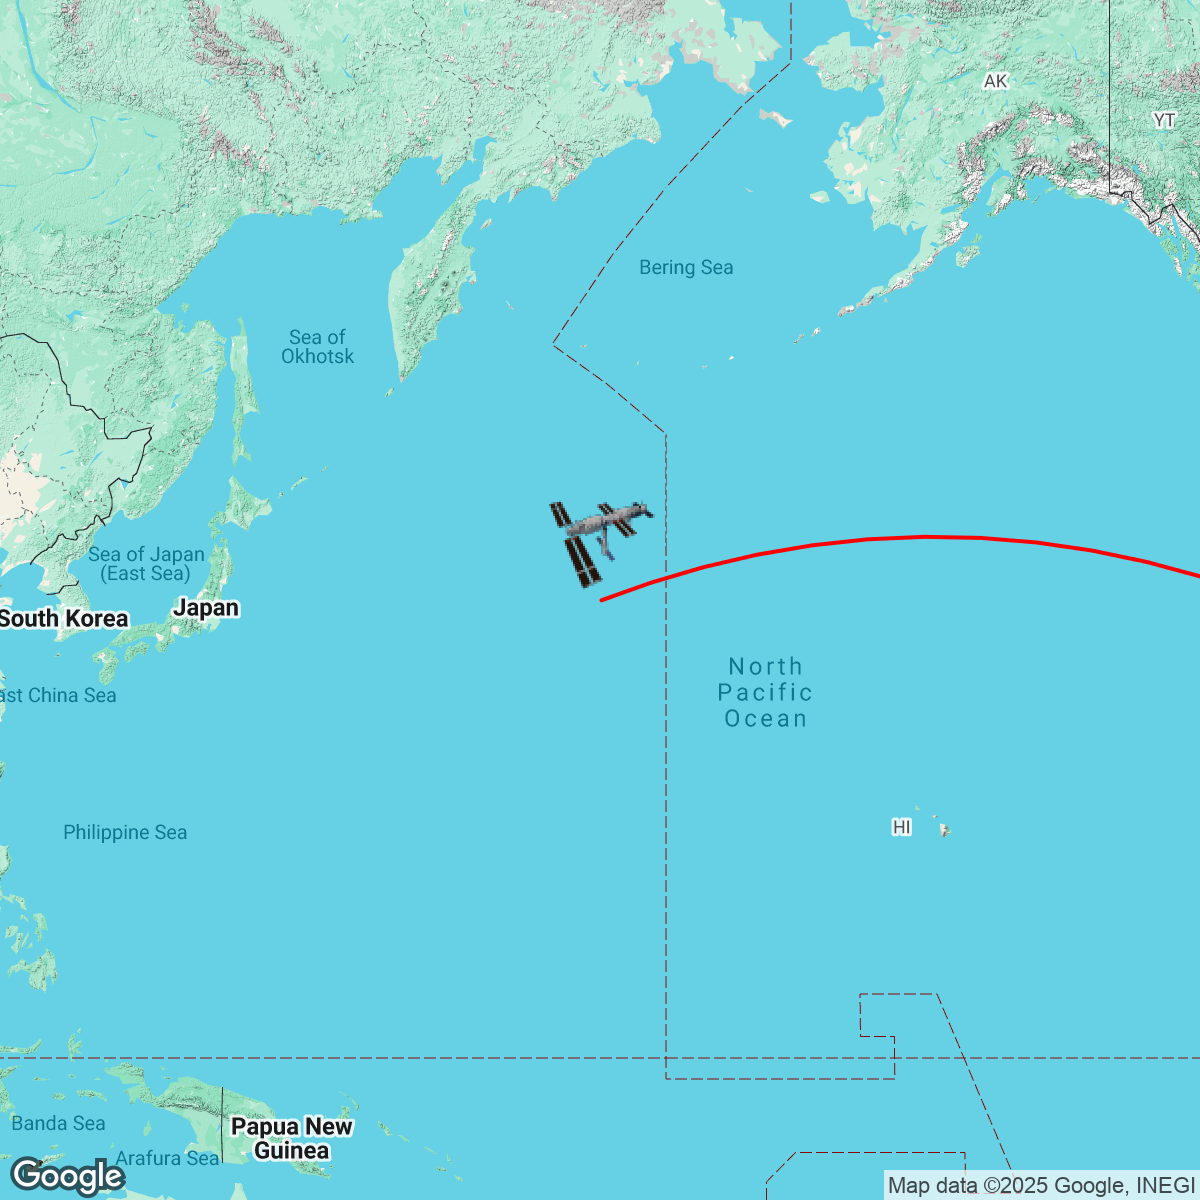 AK
YT
Bering Sea
Sea of
Okhotsk
Sea of Japan
(East Sea)
Japan
South Korea
ast China Sea
North
Pacific
Ocean
Philippine Sea
HI
Banda Sea
Papua New
Guinea
Arafura Sea
Google
Map data ©2025 Google, INEGI